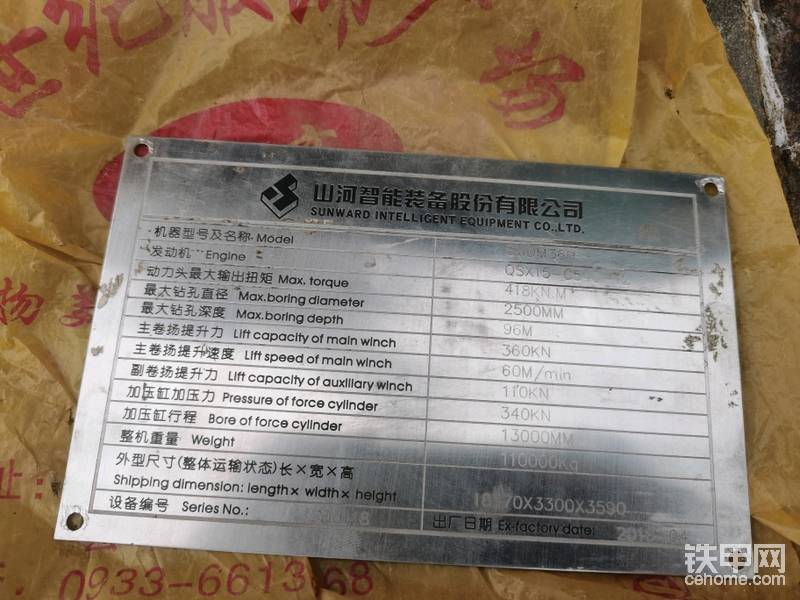 山河智能装备股份有限公司
SUNWARD INTELLIGENT EQUIPMENT CO.,LTD.
机器型号及名称 Model
发动机 Engine QSX15
动力头最大输出扭矩 Max. torque 418KN.M
最大钻孔直径 Max.boring diameter 2500MM
最大钻孔深度 Max.boring depth 96M
主卷扬提升力 Lift capacity of main winch 360KN
主卷扬提升速度 Lift speed of main winch 60M/min
副卷扬提升力 Lift capacity of auxiliary winch 110KN
加压缸加压力 Pressure of force cylinder 340KN
加压缸行程 Bore of force cylinder 13000MM
整机重量 Weight 110000Kg
外型尺寸(整体运输状态)长×宽×高
Shipping dimension: length× width× height
设备编号 Series No.: 出厂日期 Ex-factory date:
址:
0933-6613
68
铁甲网
cehome.com